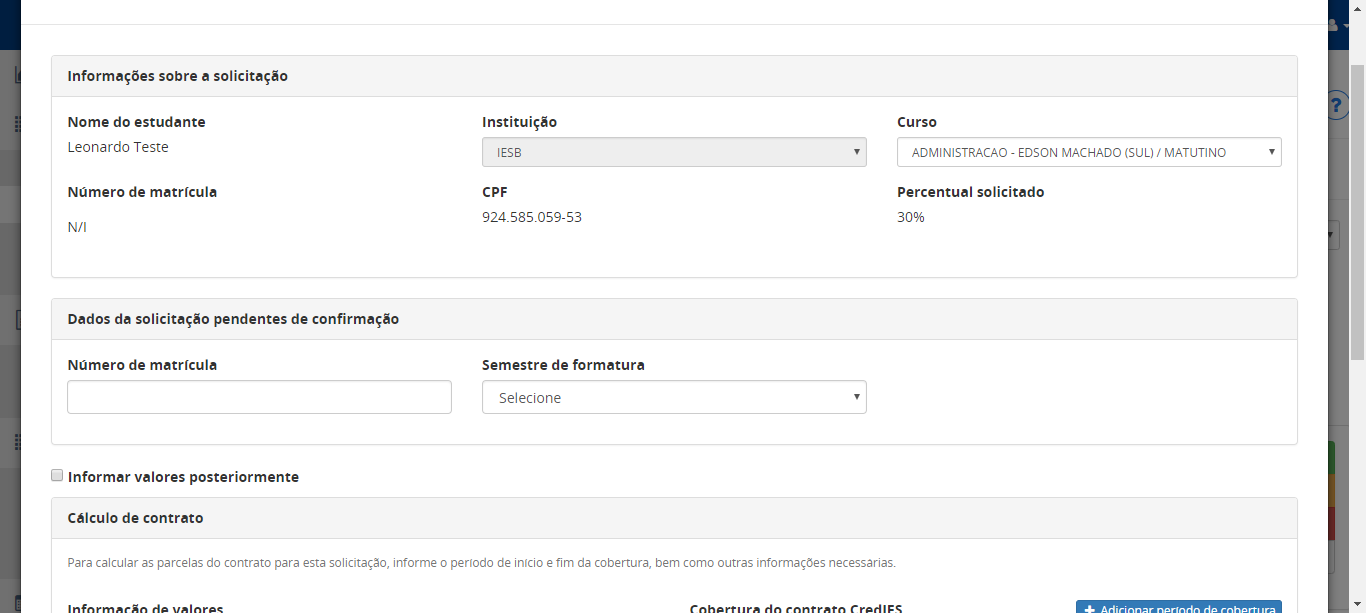 Informações sobre a solicitação
Nome do estudante
Instituição
Curso
Leonardo Teste
IESB
ADMINISTRACAO - EDSON MACHADO (SUL) / MATUTINO
Número de matrícula
CPF
Percentual solicitado
N/I
924.585.059-53
30%
Dados da solicitação pendentes de confirmação
Número de matrícula
Semestre de formatura
Selecione
Informar valores posteriormente
Cálculo de contrato
Para calcular as parcelas do contrato para esta solicitação, informe o período de início e fim da cobertura, bem como outras informações necessárias.
Informação de valores
Cobertura do contrato CredIES
Adicionar período de cobertura
?